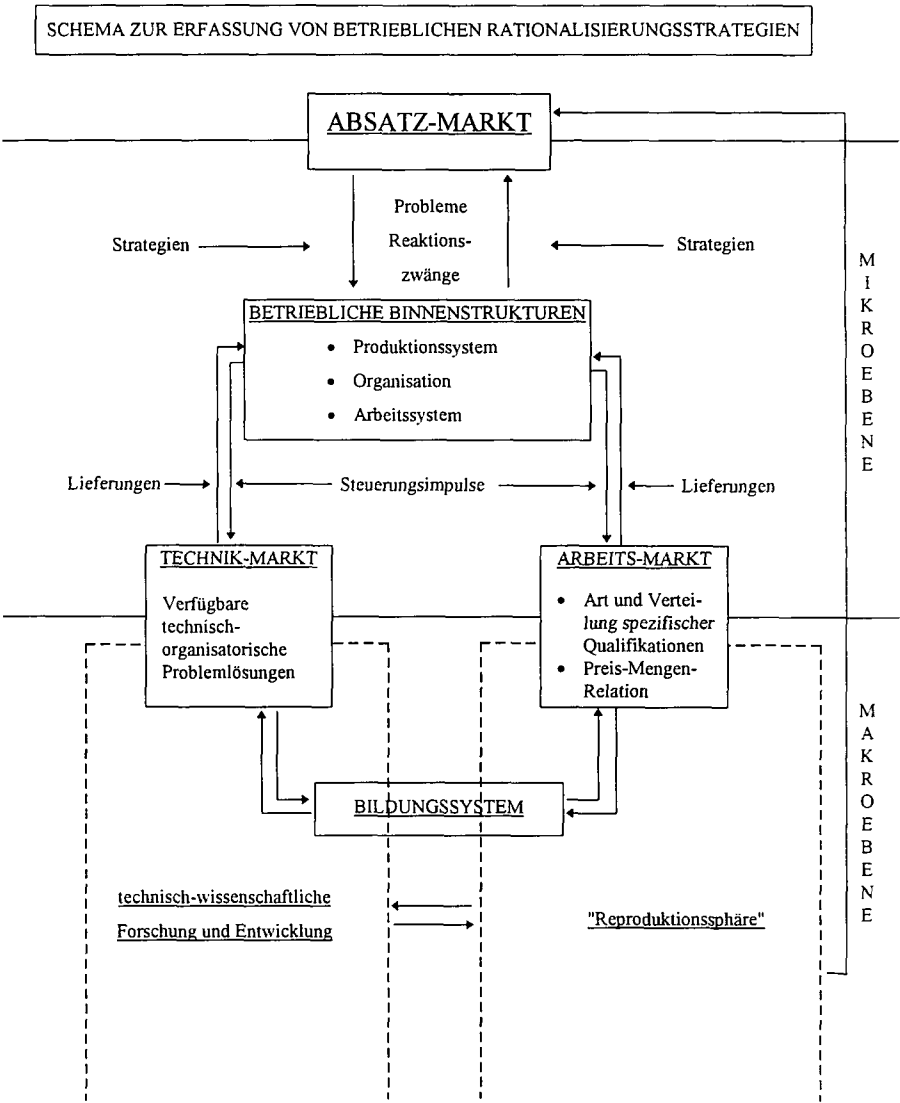 SCHEMA ZUR ERFASSUNG VON BETRIEBLICHEN RATIONALISIERUNGSSTRATEGIEN
ABSATZ-MARKT
Probleme
Reaktions-
zwänge
Strategien
Strategien
BETRIEBLICHE BINNENSTRUKTUREN
• Produktionssystem
• Organisation
• Arbeitssystem
MIKROEBENE
Lieferungen
Steuerungsimpulse
Lieferungen
TECHNIK-MARKT
Verfügbare
technisch-
organisatorische
Problemlösungen
ARBEITS-MARKT
• Art und Vertei-
lung spezifischer
Qualifikationen
• Preis-Mengen-
Relation
MAKROEBENE
BILDUNGSSYSTEM
technisch-wissenschaftliche
Forschung und Entwicklung
"Reproduktionssphäre"